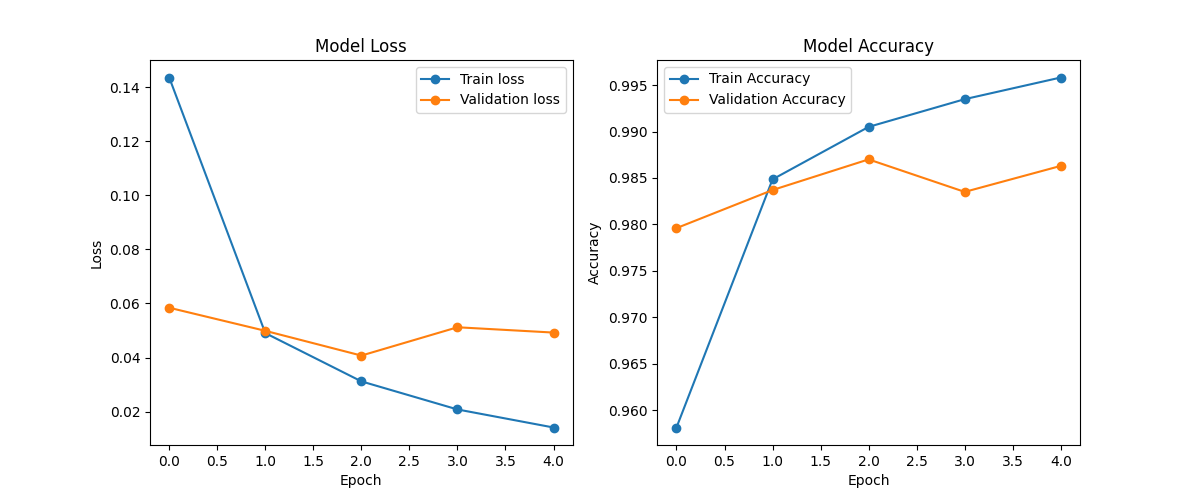 Model Loss
Train loss
Validation loss
0.14
0.12
0.10
0.08
0.06
0.04
0.02
Loss
0.0 0.5 1.0 1.5 2.0 2.5 3.0 3.5 4.0
Epoch
Model Accuracy
Train Accuracy
Validation Accuracy
0.995
0.990
0.985
0.980
0.975
0.970
0.965
0.960
Accuracy
0.0 0.5 1.0 1.5 2.0 2.5 3.0 3.5 4.0
Epoch